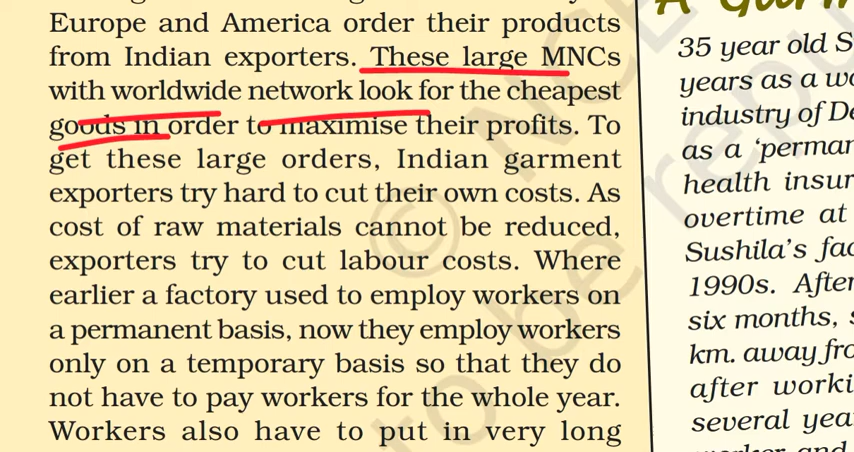 Europe and America order their products
from Indian exporters. These large MNCs
with worldwide network look for the cheapest
goods in order to maximise their profits. To
get these large orders, Indian garment
exporters try hard to cut their own costs. As
cost of raw materials cannot be reduced,
exporters try to cut labour costs. Where
earlier a factory used to employ workers on
a permanent basis, now they employ workers
only on a temporary basis so that they do
not have to pay workers for the whole year.
Workers also have to put in very long
35 year old S
years as a wo
industry of De
as a ‘perman
health insur
overtime at
Sushila’s fac
1990s. After
six months, s
km. away fro
after worki
several yea
© NCE
to be repu